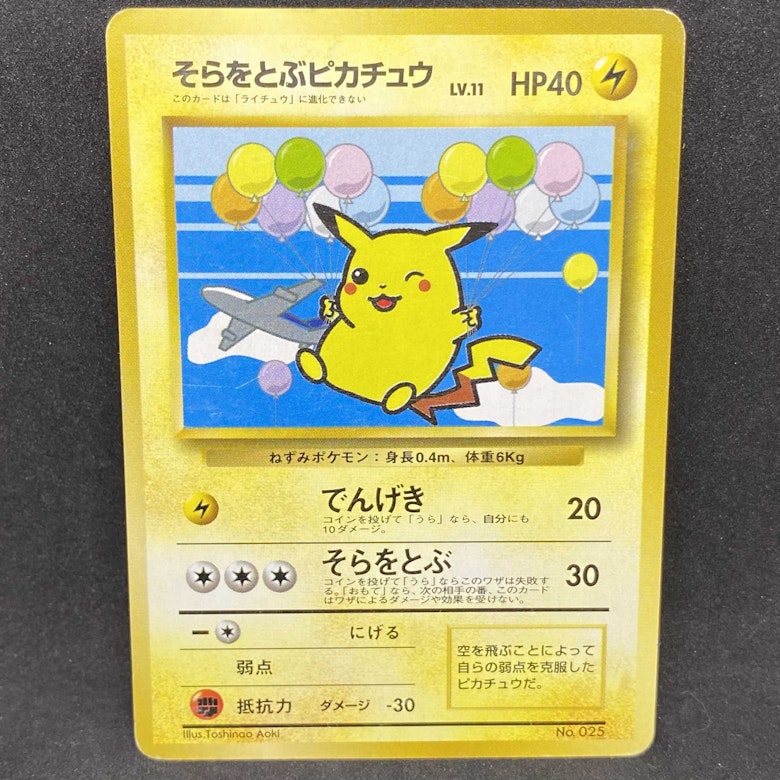 そらをとぶピカチュウ LV.11 HP40
このカードは「ライチュウ」に進化できない
ねずみポケモン：身長0.4m、体重6Kg
でんげき 20
コインを投げて「うら」なら、自分にも
10ダメージ。
そらをとぶ 30
コインを投げて「うら」ならこのワザは失敗す
る。「おもて」なら、次の相手の番、このカード
はワザによるダメージや効果を受けない。
にげる
弱点
抵抗力 ダメージ -30
空を飛ぶことによって
自らの弱点を克服した
ピカチュウだ。
Illus.Toshinao Aoki
No. 025